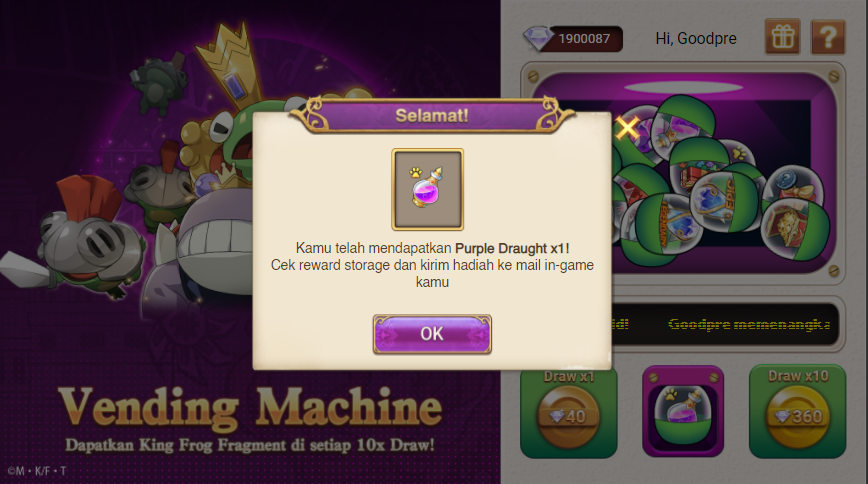 1900087
Hi, Goodpre
?
Selamat!
Kamu telah mendapatkan Purple Draught x1!
Cek reward storage dan kirim hadiah ke mail in-game
kamu
OK
Goodpre memenangka
Draw x1
40
Draw x10
360
Vending Machine
Dapatkan King Frog Fragment di setiap 10x Draw!
©M • K/F • T